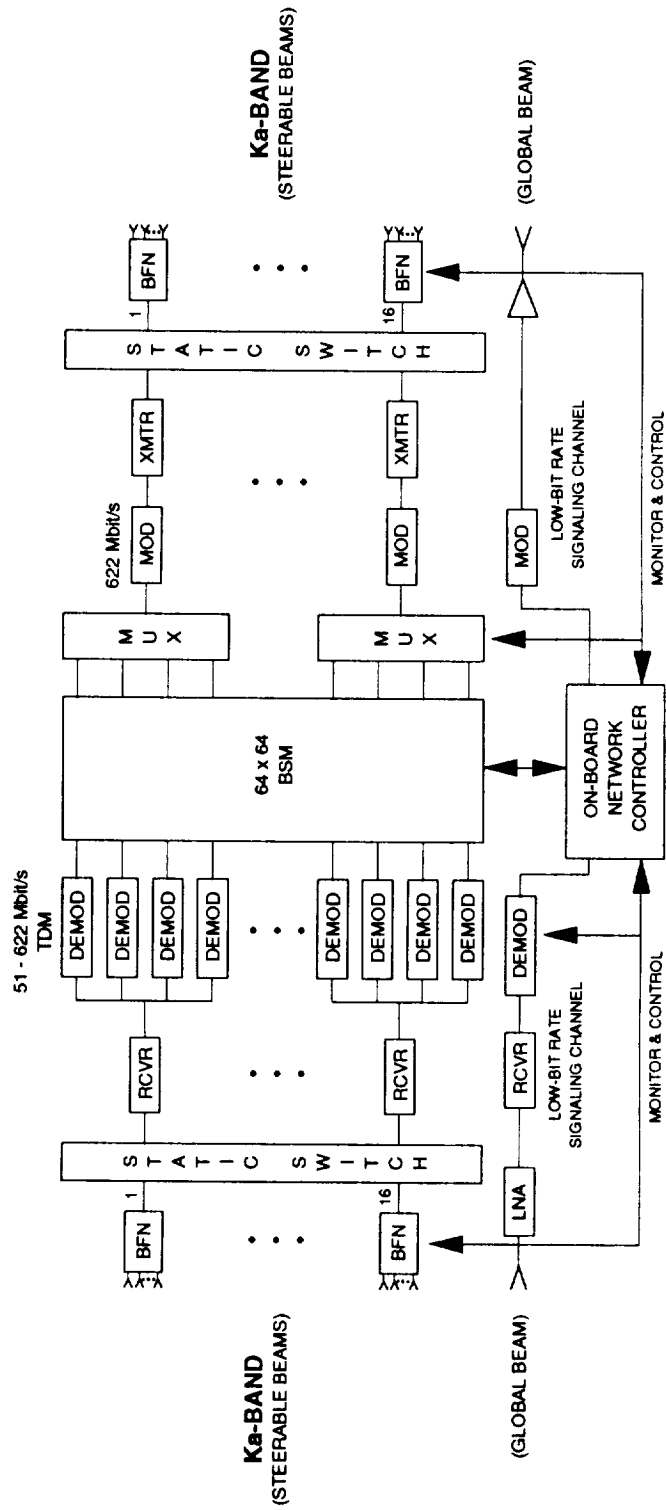 Ka-BAND
(STEERABLE BEAMS)
BFN
1
• • •
BFN
16
STATIC SWITCH
RCVR
• • •
RCVR
51 - 622 Mbit/s
TDM
DEMOD
DEMOD
DEMOD
DEMOD
• • •
DEMOD
DEMOD
DEMOD
DEMOD
64 x 64
BSM
MUX
MUX
622 Mbit/s
MOD
XMTR
• • •
MOD
XMTR
STATIC SWITCH
1
BFN
• • •
16
BFN
Ka-BAND
(STEERABLE BEAMS)
(GLOBAL BEAM)
LNA
RCVR
DEMOD
LOW-BIT RATE
SIGNALING CHANNEL
MONITOR & CONTROL
ON-BOARD
NETWORK
CONTROLLER
MOD
LOW-BIT RATE
SIGNALING CHANNEL
MONITOR & CONTROL
(GLOBAL BEAM)